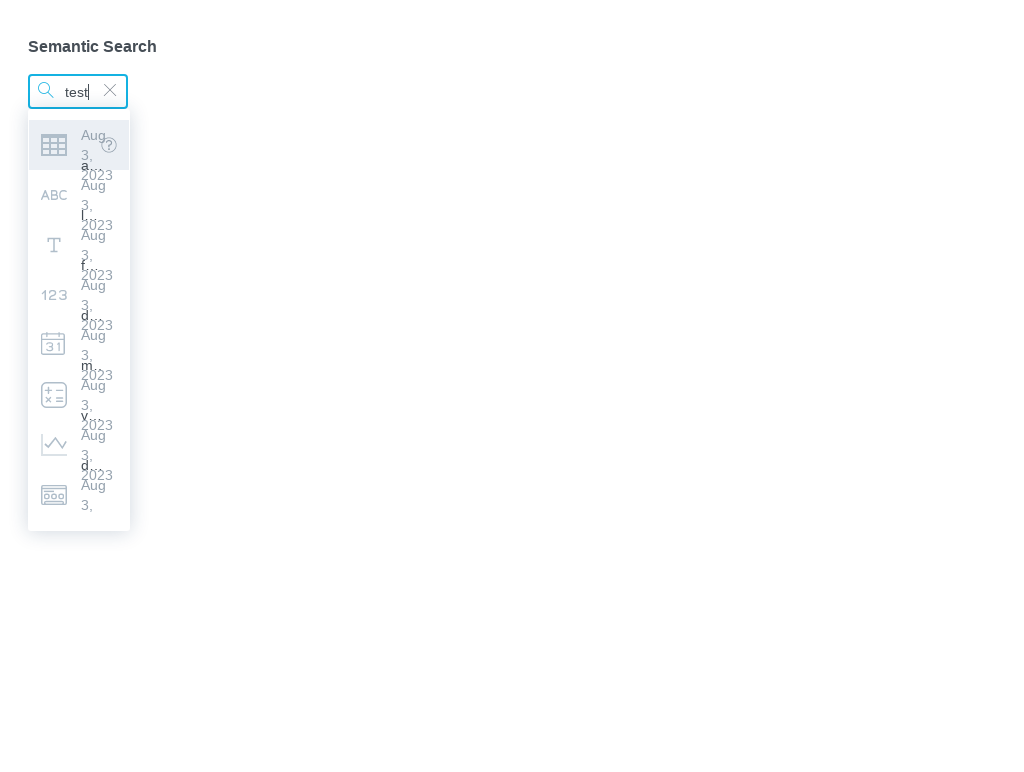 Semantic Search
test
Aug
3,
a...
2023
Aug
3,
l...
2023
Aug
3,
f...
2023
Aug
3,
d...
2023
Aug
3,
m...
2023
Aug
3,
v...
2023
Aug
3,
d...
2023
Aug
3,
ABC
T
123
31
?